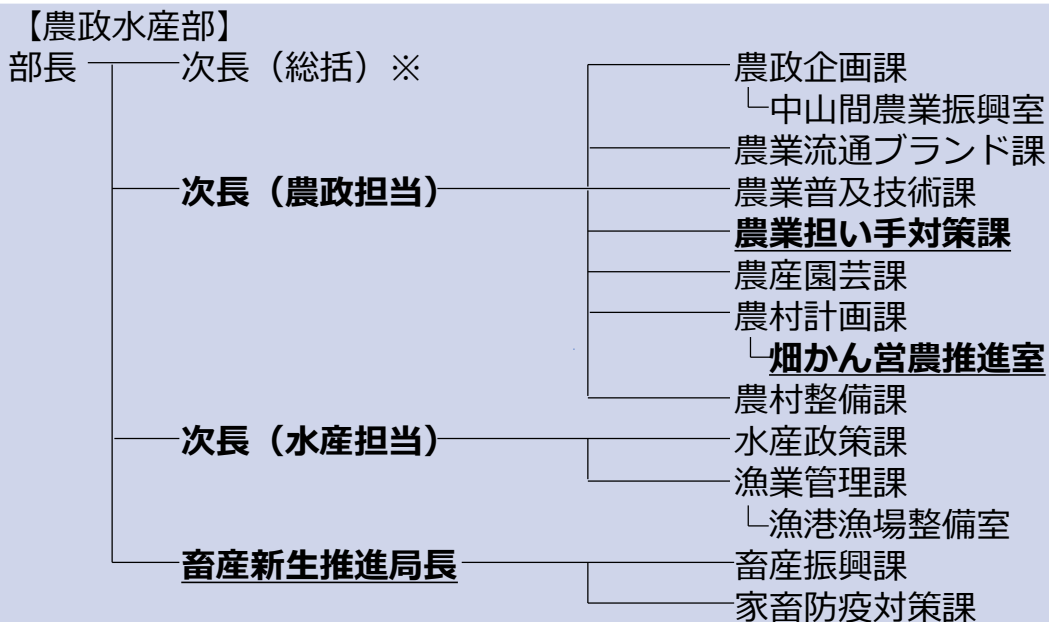 【農政水産部】
部長 次長（総括）※ 農政企画課
中山間農業振興室
農業流通ブランド課
次長（農政担当） 農業普及技術課
農業担い手対策課
農産園芸課
農村計画課
畑かん営農推進室
農村整備課
次長（水産担当） 水産政策課
漁業管理課
漁港漁場整備室
畜産新生推進局長 畜産振興課
家畜防疫対策課